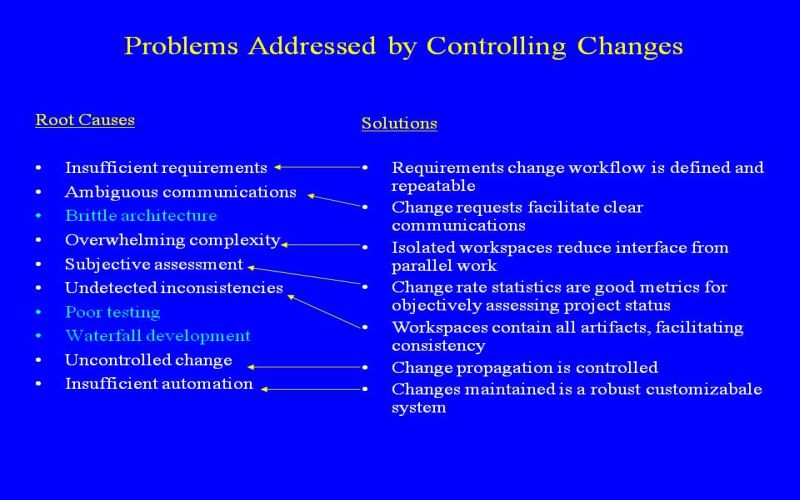 Problems Addressed by Controlling Changes
Root Causes
• Insufficient requirements
• Ambiguous communications
• Brittle architecture
• Overwhelming complexity
• Subjective assessment
• Undetected inconsistencies
• Poor testing
• Waterfall development
• Uncontrolled change
• Insufficient automation
Solutions
• Requirements change workflow is defined and
repeatable
• Change requests facilitate clear
communications
• Isolated workspaces reduce interface from
parallel work
• Change rate statistics are good metrics for
objectively assessing project status
• Workspaces contain all artifacts, facilitating
consistency
• Change propagation is controlled
• Changes maintained is a robust customizabale
system